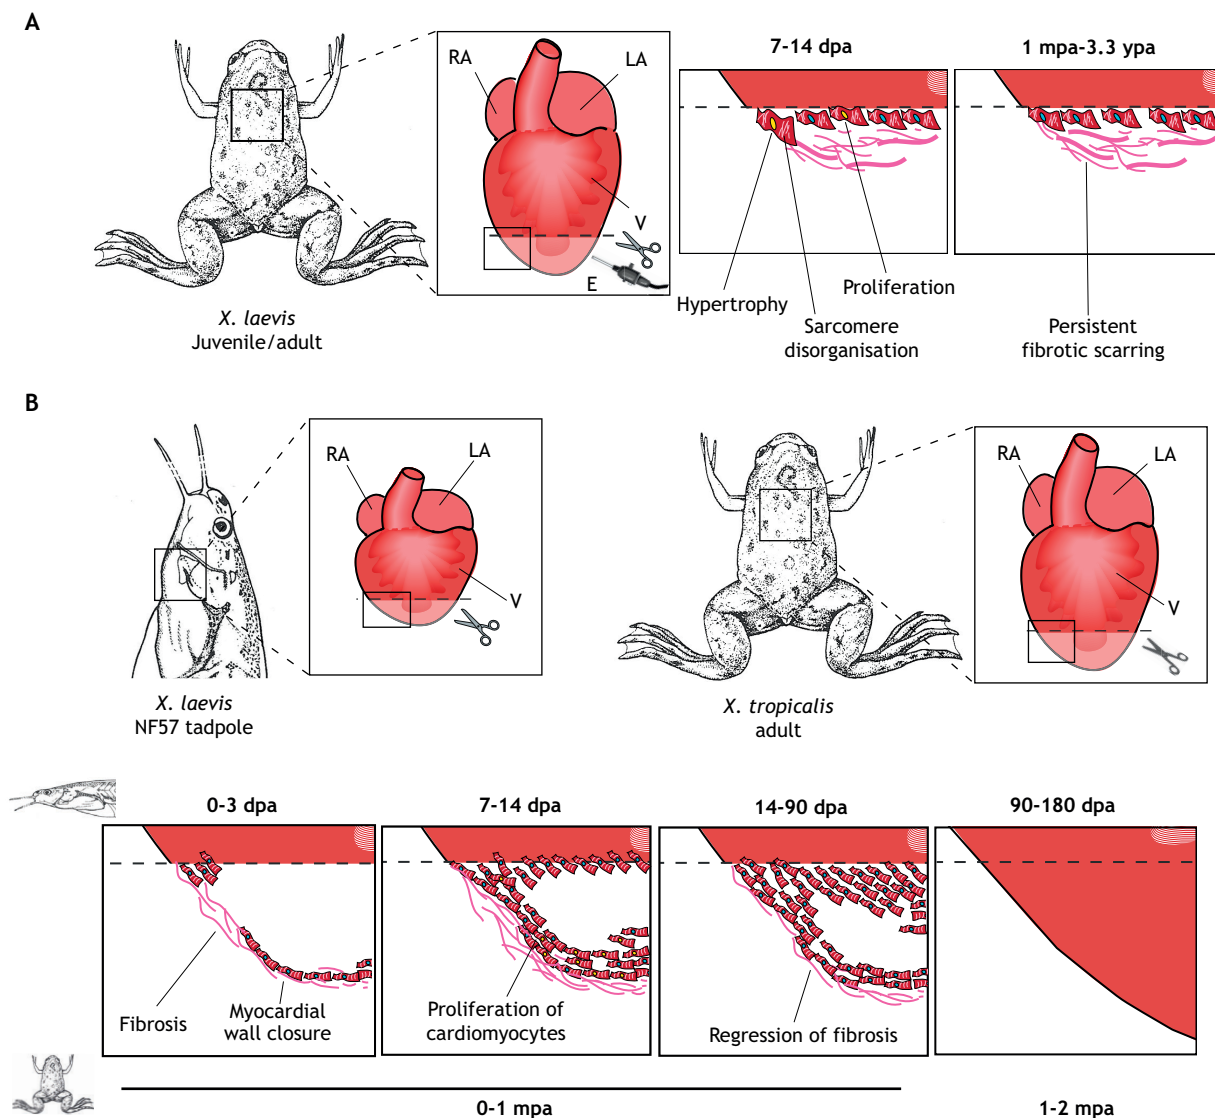 A
RA
LA
V
E
X. laevis
Juvenile/adult
7-14 dpa
1 mpa-3.3 ypa
Hypertrophy
Proliferation
Sarcomere
disorganisation
Persistent
fibrotic scarring
B
RA
LA
V
X. laevis
NF57 tadpole
RA
LA
V
X. tropicalis
adult
0-3 dpa
7-14 dpa
14-90 dpa
90-180 dpa
Fibrosis
Myocardial
wall closure
Proliferation of
cardiomyocytes
Regression of fibrosis
0-1 mpa
1-2 mpa